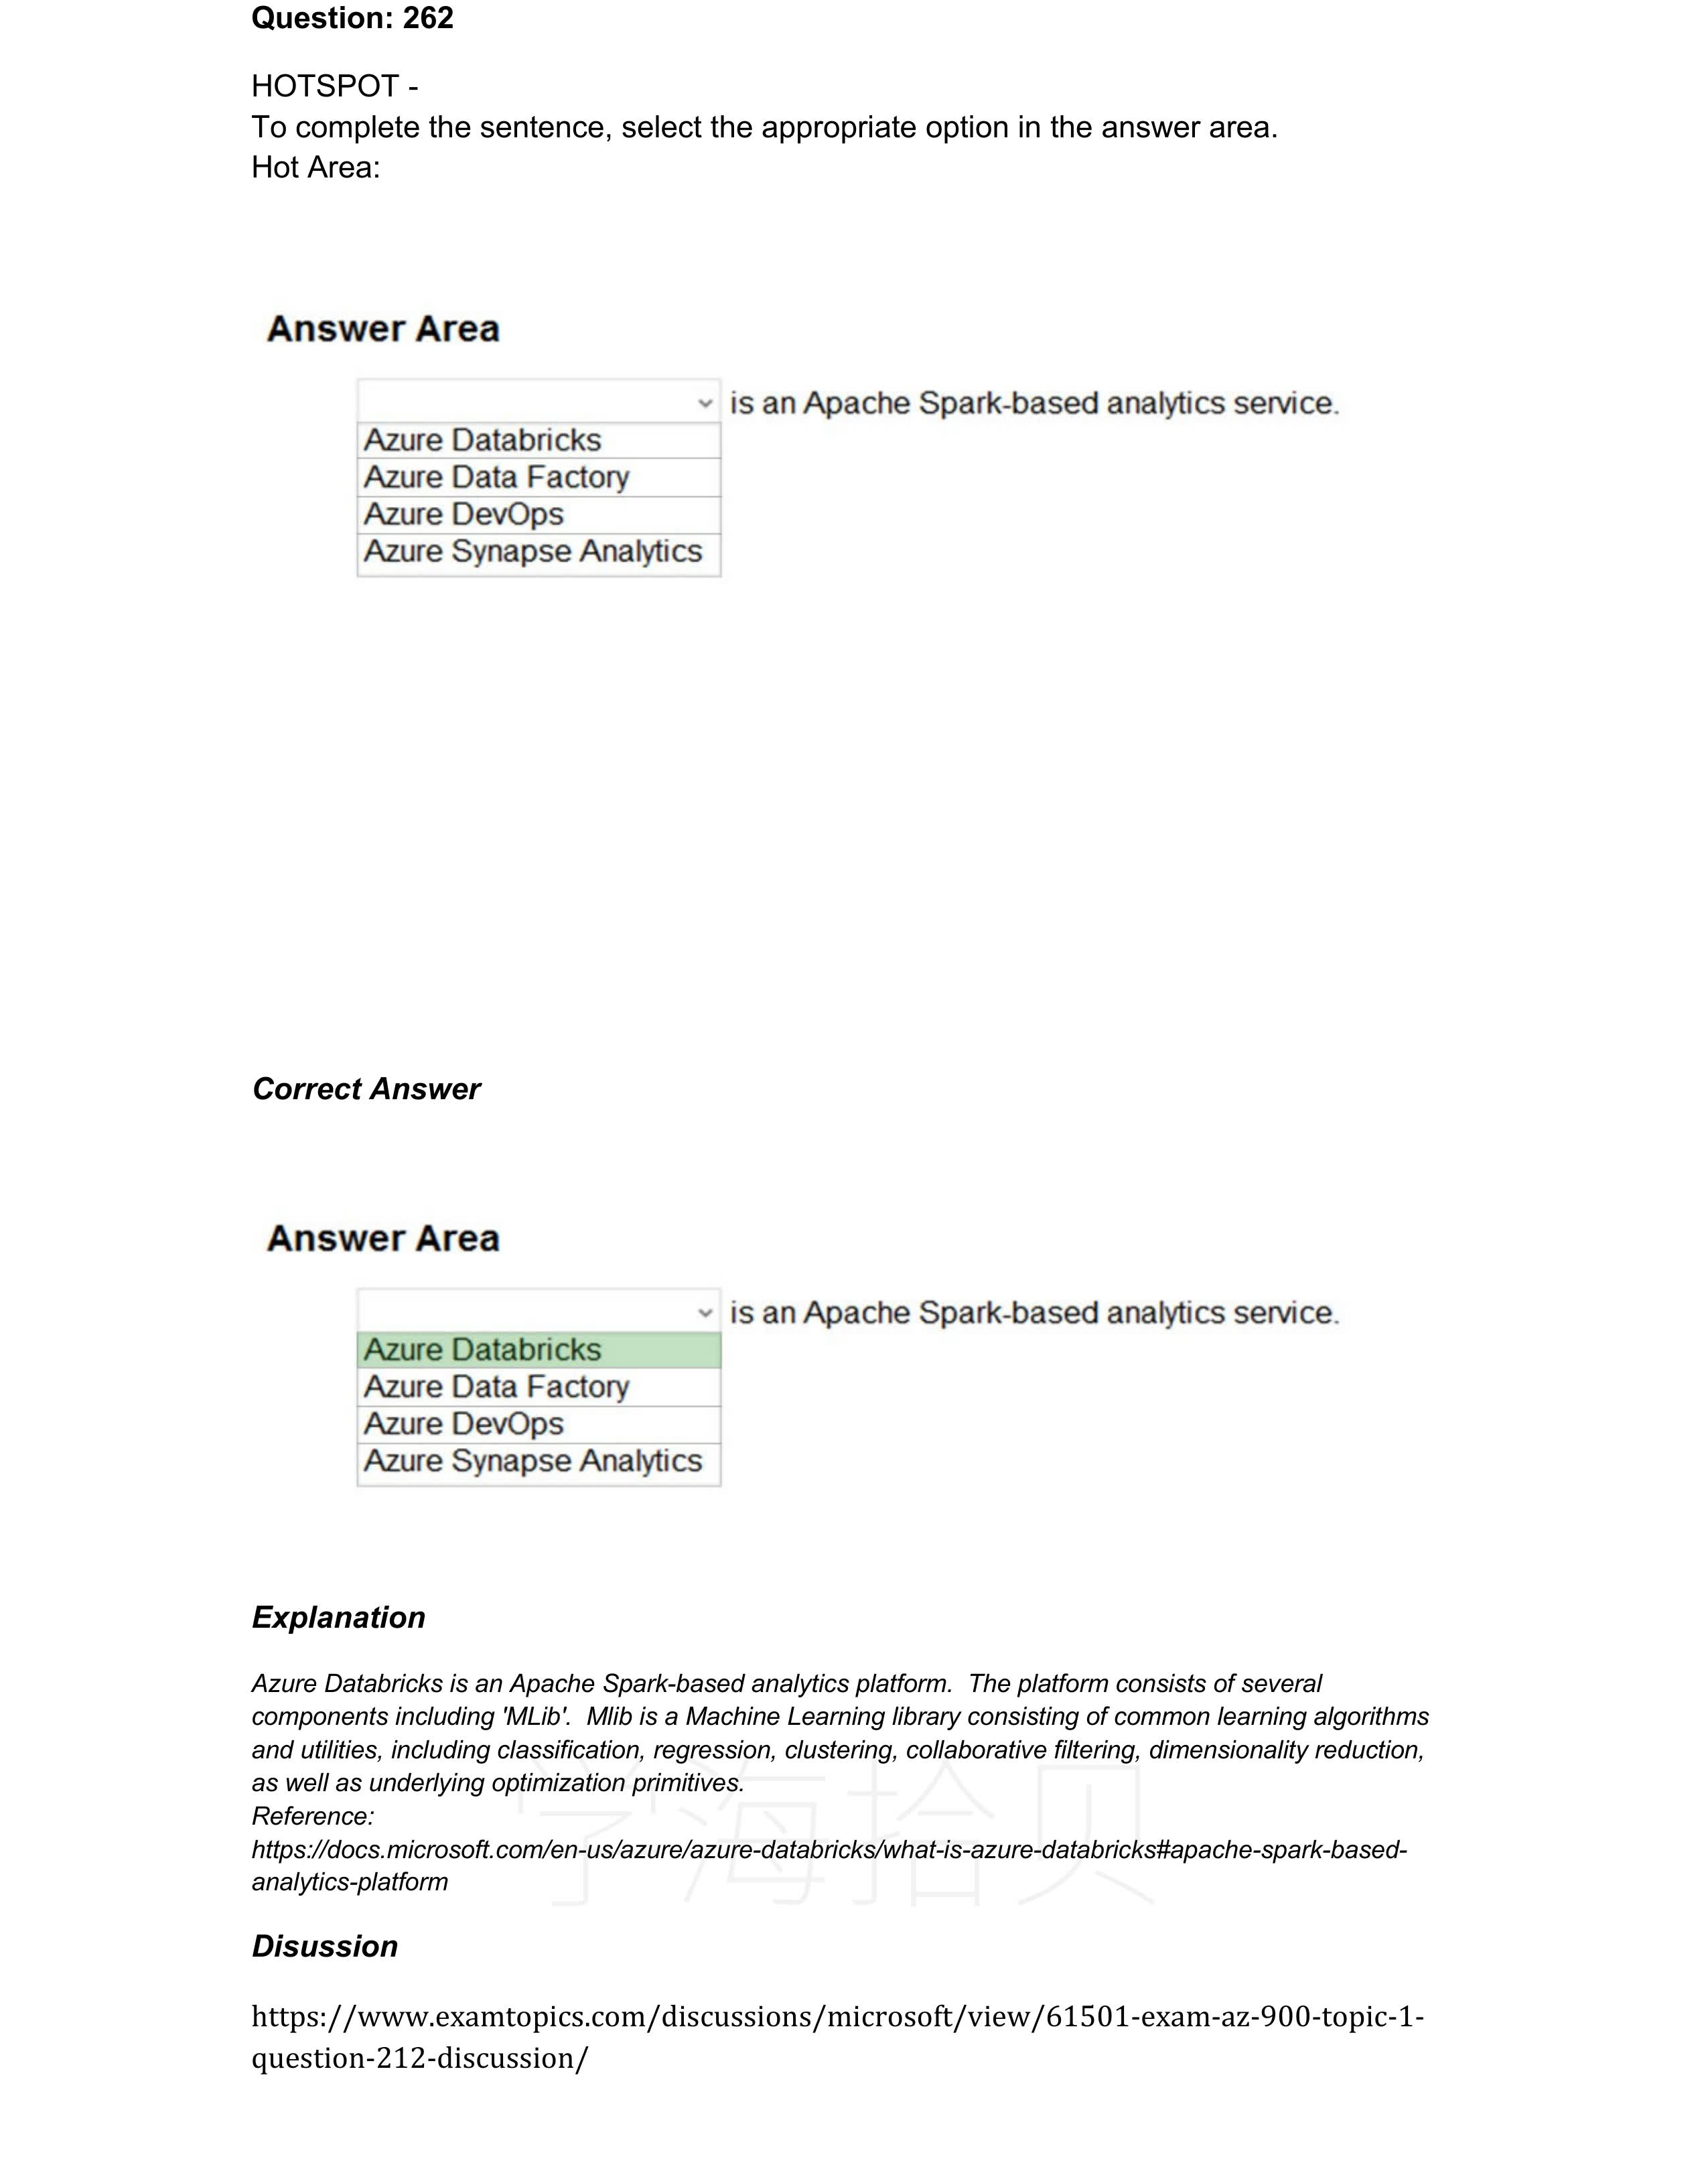 Question: 262
HOTSPOT -
To complete the sentence, select the appropriate option in the answer area.
Hot Area:
Answer Area
is an Apache Spark-based analytics service.
Azure Databricks
Azure Data Factory
Azure DevOps
Azure Synapse Analytics
Correct Answer
Answer Area
is an Apache Spark-based analytics service.
Azure Databricks
Azure Data Factory
Azure DevOps
Azure Synapse Analytics
Explanation
Azure Databricks is an Apache Spark-based analytics platform.  The platform consists of several
components including 'MLib'.  Mlib is a Machine Learning library consisting of common learning algorithms
and utilities, including classification, regression, clustering, collaborative filtering, dimensionality reduction,
as well as underlying optimization primitives.
Reference:
https://docs.microsoft.com/en-us/azure/azure-databricks/what-is-azure-databricks#apache-spark-based-
analytics-platform
学海拾贝
Disussion
https://www.examtopics.com/discussions/microsoft/view/61501-exam-az-900-topic-1-
question-212-discussion/